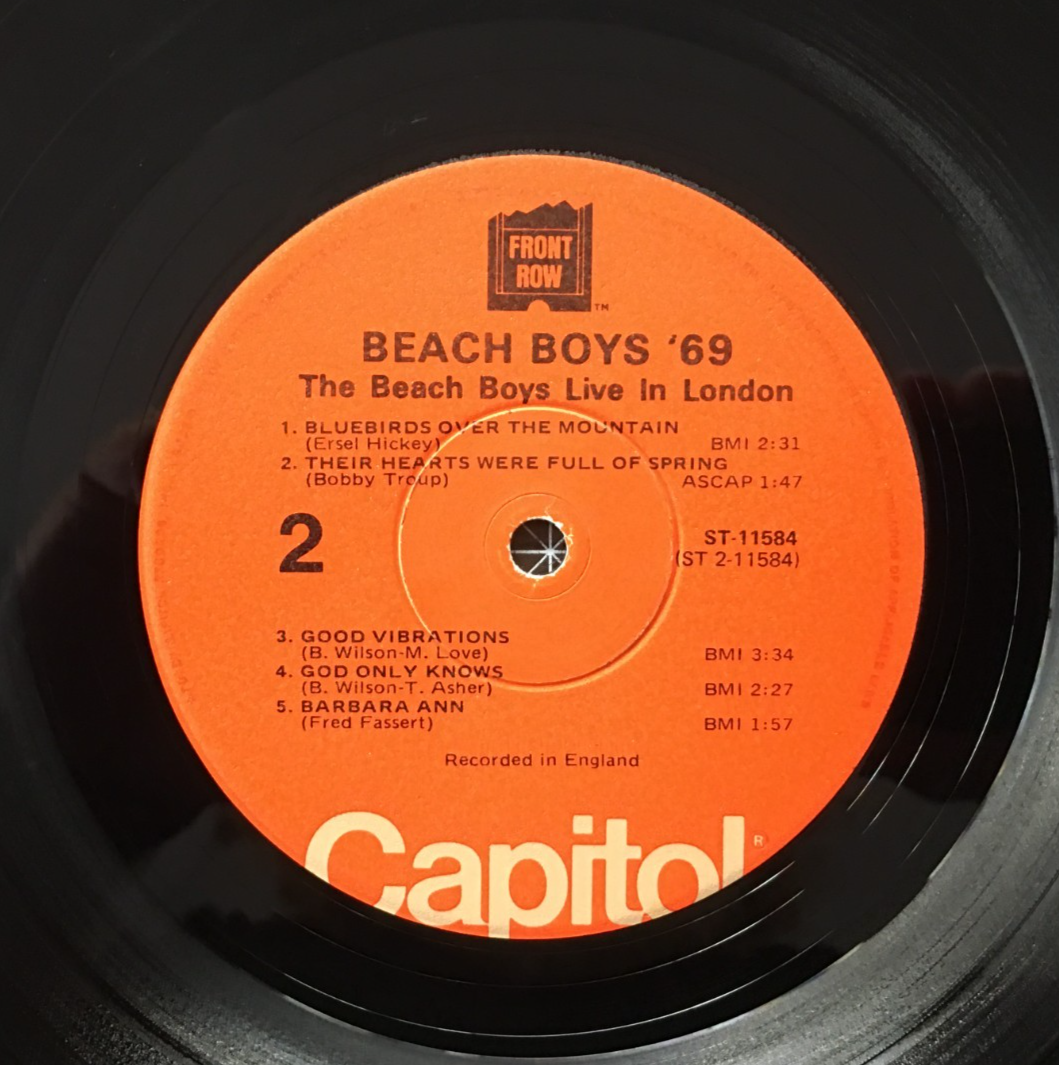 FRONT
ROW
TM
BEACH BOYS '69
The Beach Boys Live In London
1. BLUEBIRDS OVER THE MOUNTAIN
(Ersel Hickey) BMI 2:31
2. THEIR HEARTS WERE FULL OF SPRING
(Bobby Troup) ASCAP 1:47
2
ST-11584
(ST 2-11584)
3. GOOD VIBRATIONS
(B. Wilson-M. Love) BMI 3:34
4. GOD ONLY KNOWS
(B. Wilson-T. Asher) BMI 2:27
5. BARBARA ANN
(Fred Fassert) BMI 1:57
Recorded in England
Capitol®